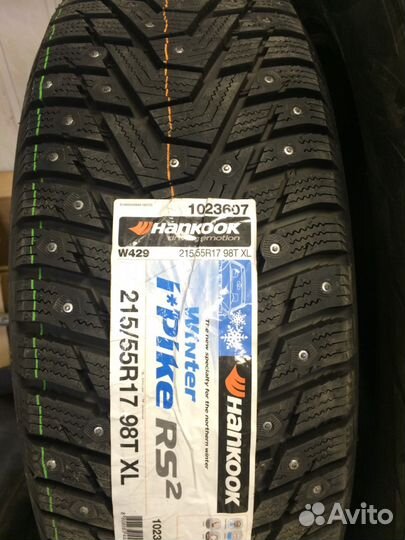 1023607
HANKOOK
driving emotion
W429
215/55R17 98T XL
Winter
i*Pike RS²
The new specialty for the northern winter
HANKOOK
215/55R17 98T XL
1023
Avito